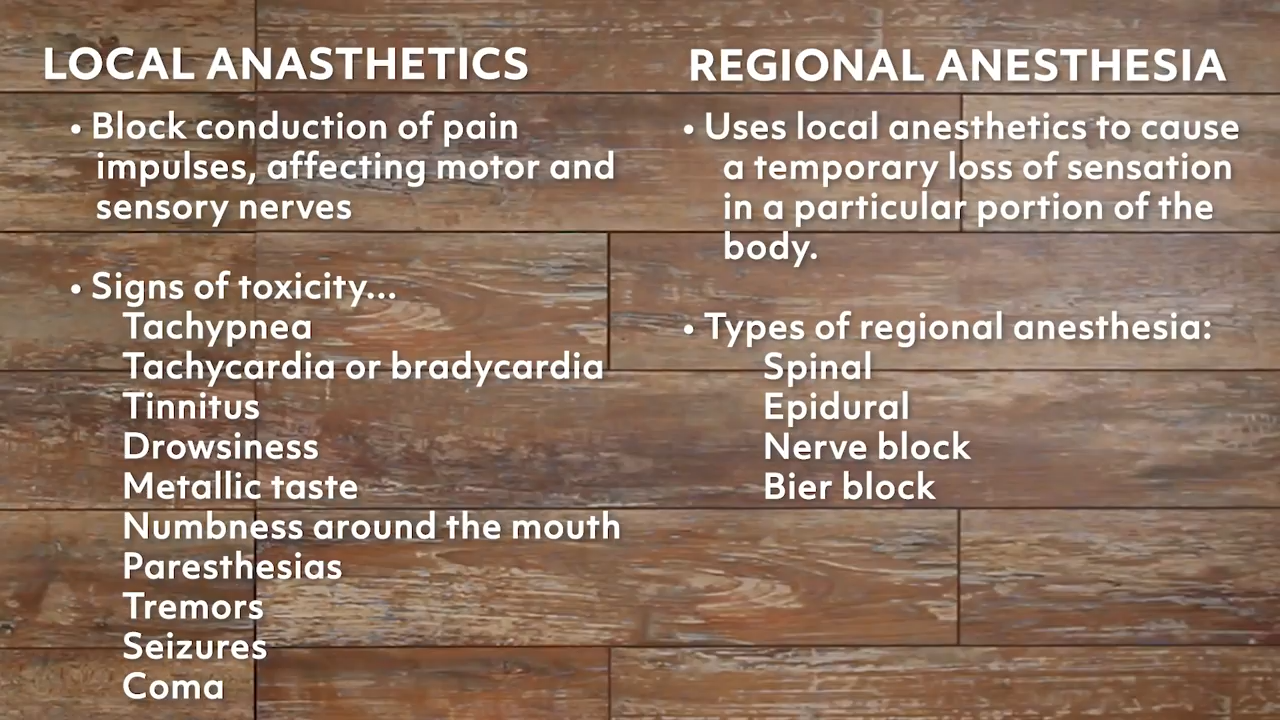 LOCAL ANASTHETICS
• Block conduction of pain
impulses, affecting motor and
sensory nerves
• Signs of toxicity...
Tachypnea
Tachycardia or bradycardia
Tinnitus
Drowsiness
Metallic taste
Numbness around the mouth
Paresthesias
Tremors
Seizures
Coma
REGIONAL ANESTHESIA
• Uses local anesthetics to cause
a temporary loss of sensation
in a particular portion of the
body.
• Types of regional anesthesia:
Spinal
Epidural
Nerve block
Bier block